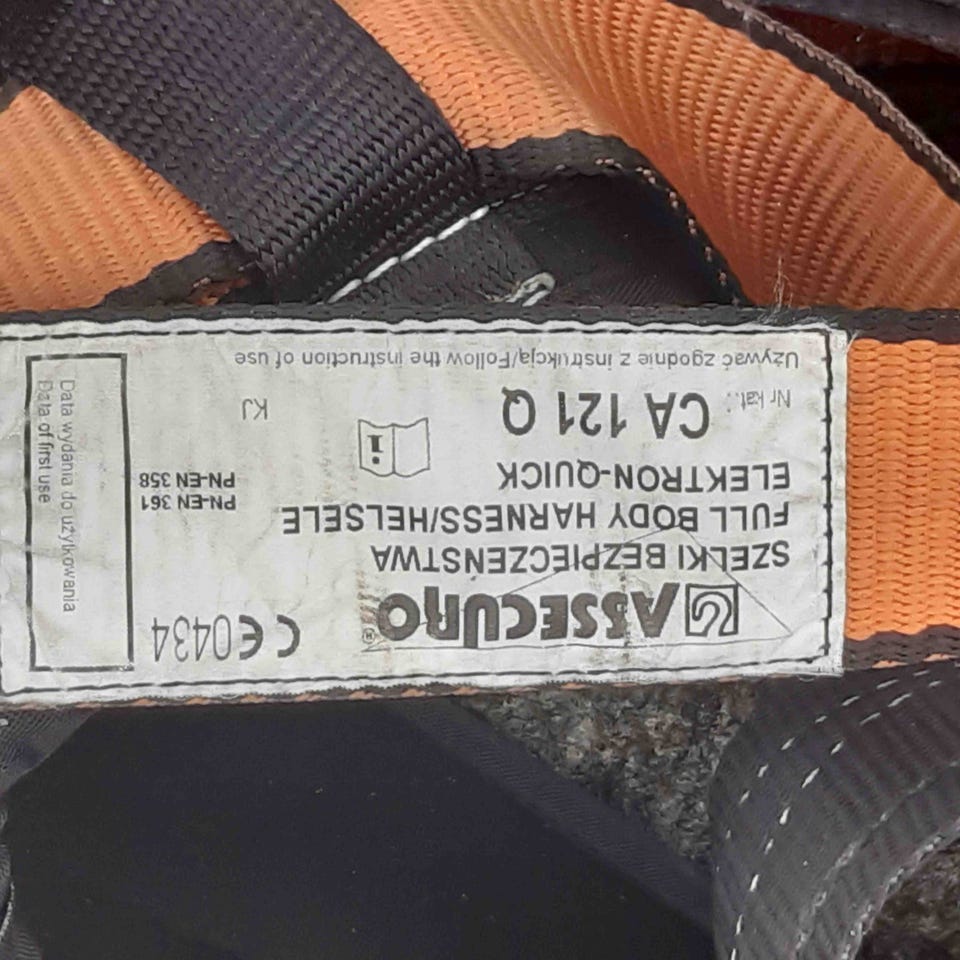 ASSECURO®
CE0434
SZELKI BEZPIECZENSTWA
FULL BODY HARNESS/HELSELE
ELEKTRON-QUICK
PN-EN 361
PN-EN 358
Nr kat.: CA 121 Q
i
KJ
Używać zgodnie z instrukcją/Follow the instruction of use
Data wydania do użytkowania
Data of first use